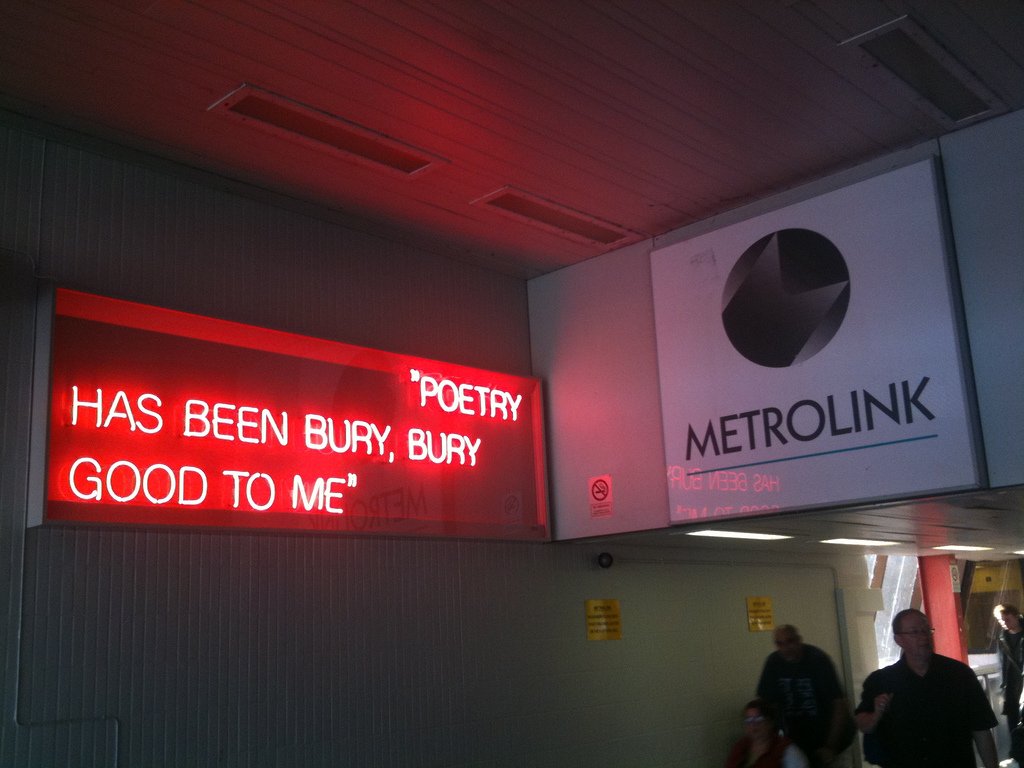 "POETRY
HAS BEEN BURY, BURY
GOOD TO ME"
METROLINK